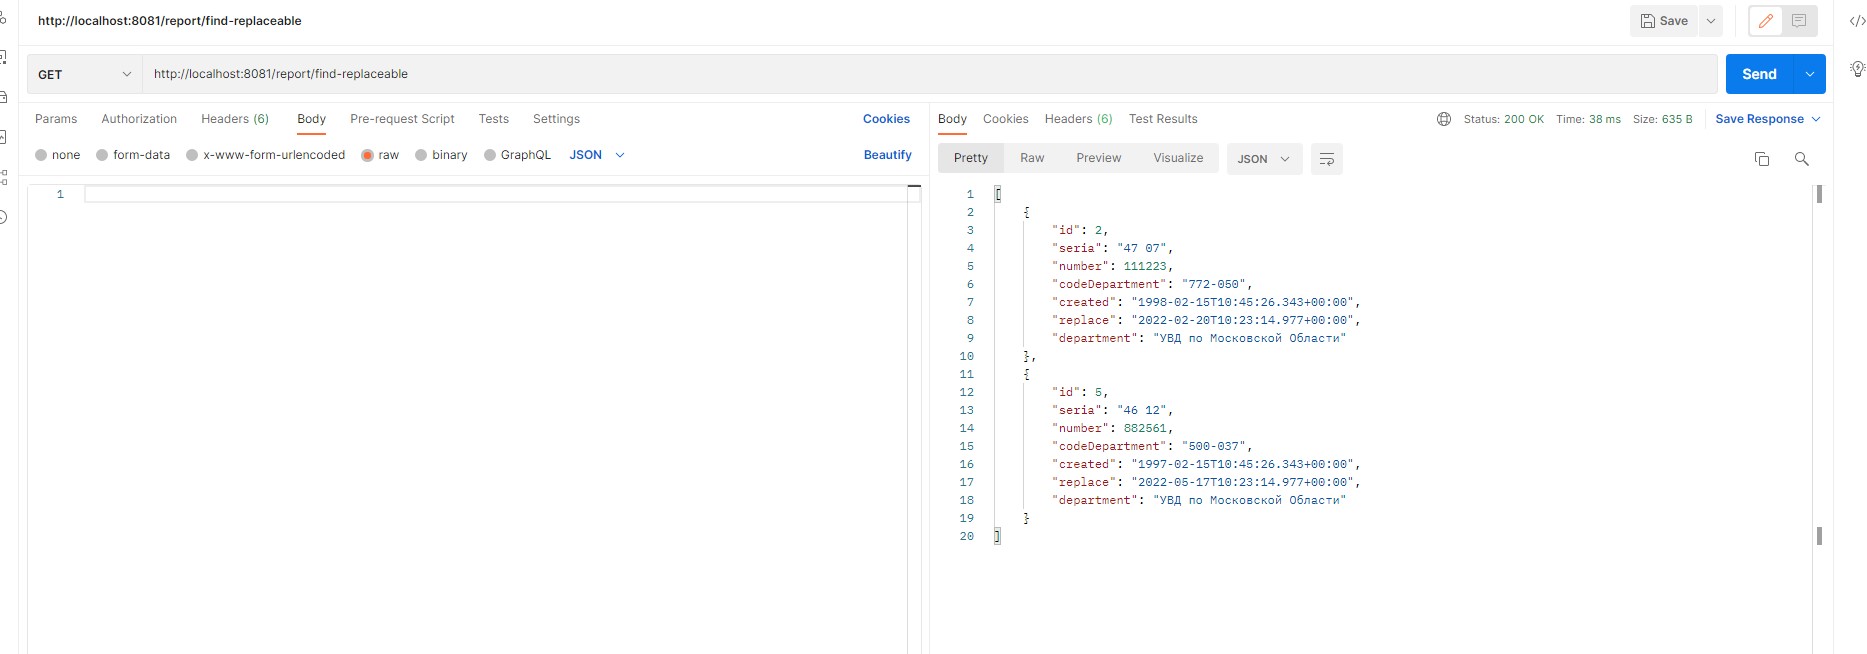 http://localhost:8081/report/find-replaceable
Save
GET http://localhost:8081/report/find-replaceable Send
Params Authorization Headers (6) Body Pre-request Script Tests Settings Cookies
none form-data x-www-form-urlencoded raw binary GraphQL JSON Beautify
1
Body Cookies Headers (6) Test Results Status: 200 OK Time: 38 ms Size: 635 B Save Response
Pretty Raw Preview Visualize JSON
1 [
2 {
3 "id": 2,
4 "seria": "47 07",
5 "number": 111223,
6 "codeDepartment": "772-050",
7 "created": "1998-02-15T10:45:26.343+00:00",
8 "replace": "2022-02-20T10:23:14.977+00:00",
9 "department": "УВД по Московской Области"
10 },
11 {
12 "id": 5,
13 "seria": "46 12",
14 "number": 882561,
15 "codeDepartment": "500-037",
16 "created": "1997-02-15T10:45:26.343+00:00",
17 "replace": "2022-05-17T10:23:14.977+00:00",
18 "department": "УВД по Московской Области"
19 }
20 ]